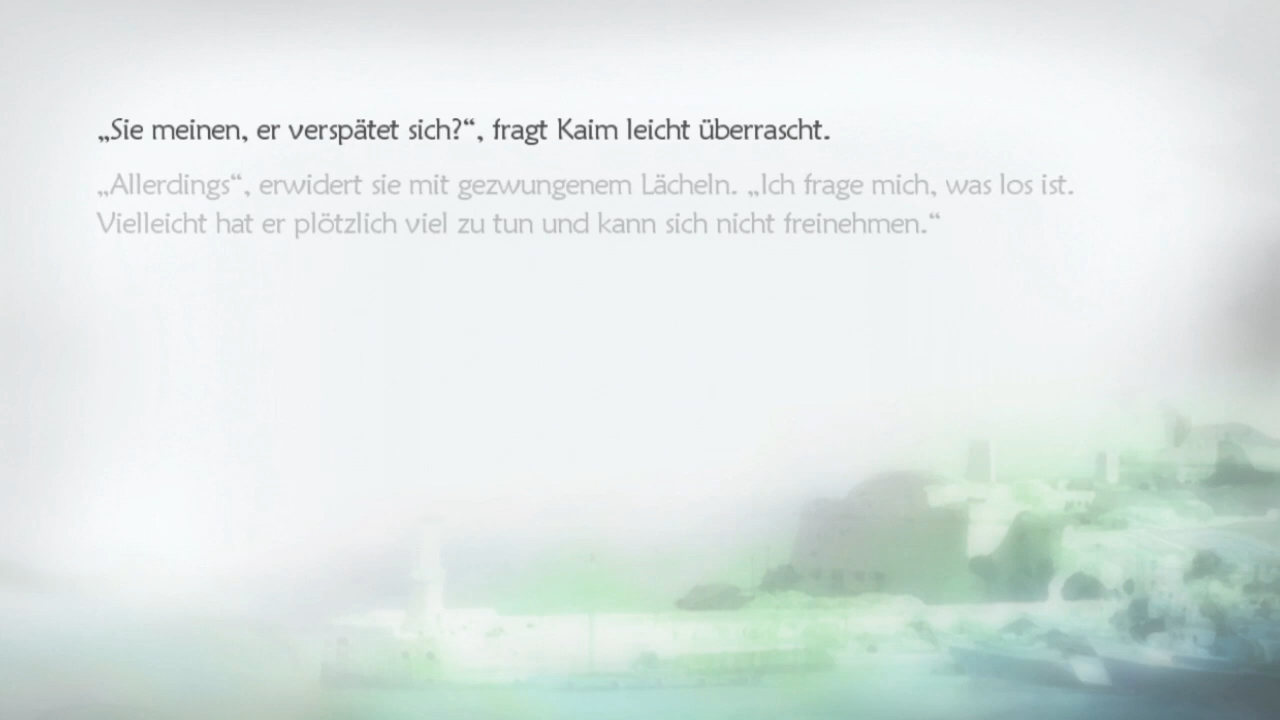 „Sie meinen, er verspätet sich?“, fragt Kaim leicht überrascht.
„Allerdings“, erwidert sie mit gezwungenem Lächeln. „Ich frage mich, was los ist.
Vielleicht hat er plötzlich viel zu tun und kann sich nicht freinehmen.“